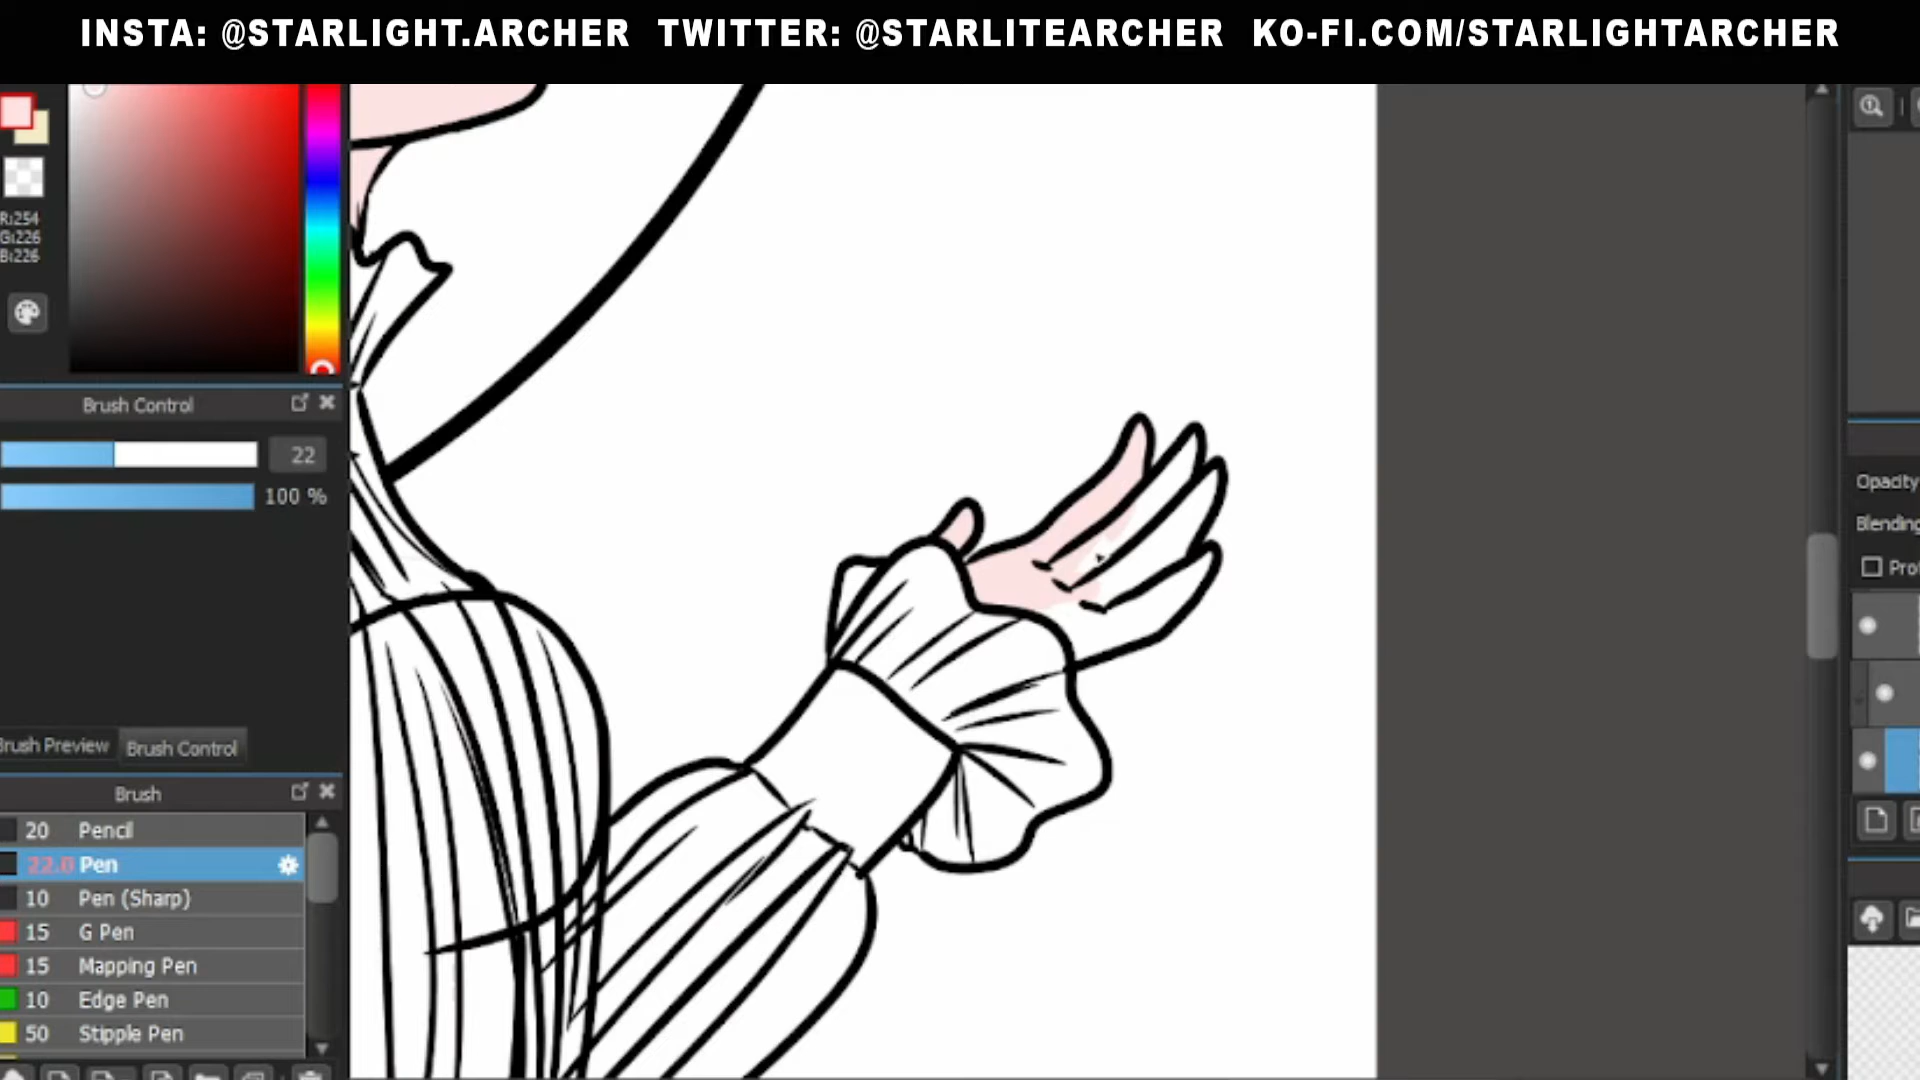 INSTA: @STARLIGHT.ARCHER TWITTER: @STARLITEARCHER KO-FI.COM/STARLIGHTARCHER
R:254
G:226
B:226
Brush Control
22
100 %
Brush Preview Brush Control
Brush
20 Pencil
22.0 Pen
10 Pen (Sharp)
15 G Pen
15 Mapping Pen
10 Edge Pen
50 Stipple Pen
Opacity
Blending
Prot